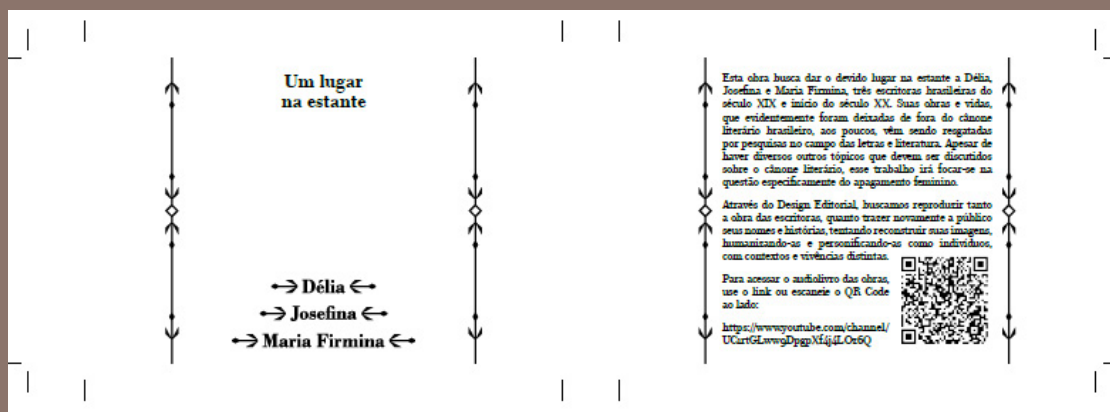 Um lugar
na estante
Délia
Josefina
Maria Firmina
Esta obra busca dar o devido lugar na estante a Délia,
Josefina e Maria Firmina, três escritoras brasileiras do
século XIX e início do século XX. Suas obras e vidas,
que evidentemente foram deixadas de fora do cânone
literário brasileiro, aos poucos, vêm sendo resgatadas
por pesquisas no campo das letras e literatura. Apesar de
haver diversos outros tópicos que devem ser discutidos
sobre o cânone literário, esse trabalho irá focar-se na
questão especificamente do apagamento feminino.
Através do Design Editorial, buscamos reproduzir tanto
a obra das escritoras, quanto trazer novamente a público
seus nomes e histórias, tentando reconstruir suas imagens,
humanizando-as e personificando-as como indivíduos,
com contextos e vivências distintas.
Para acessar o audiolivro das obras,
use o link ou escaneie o QR Code
ao lado:
https://www.youtube.com/channel/